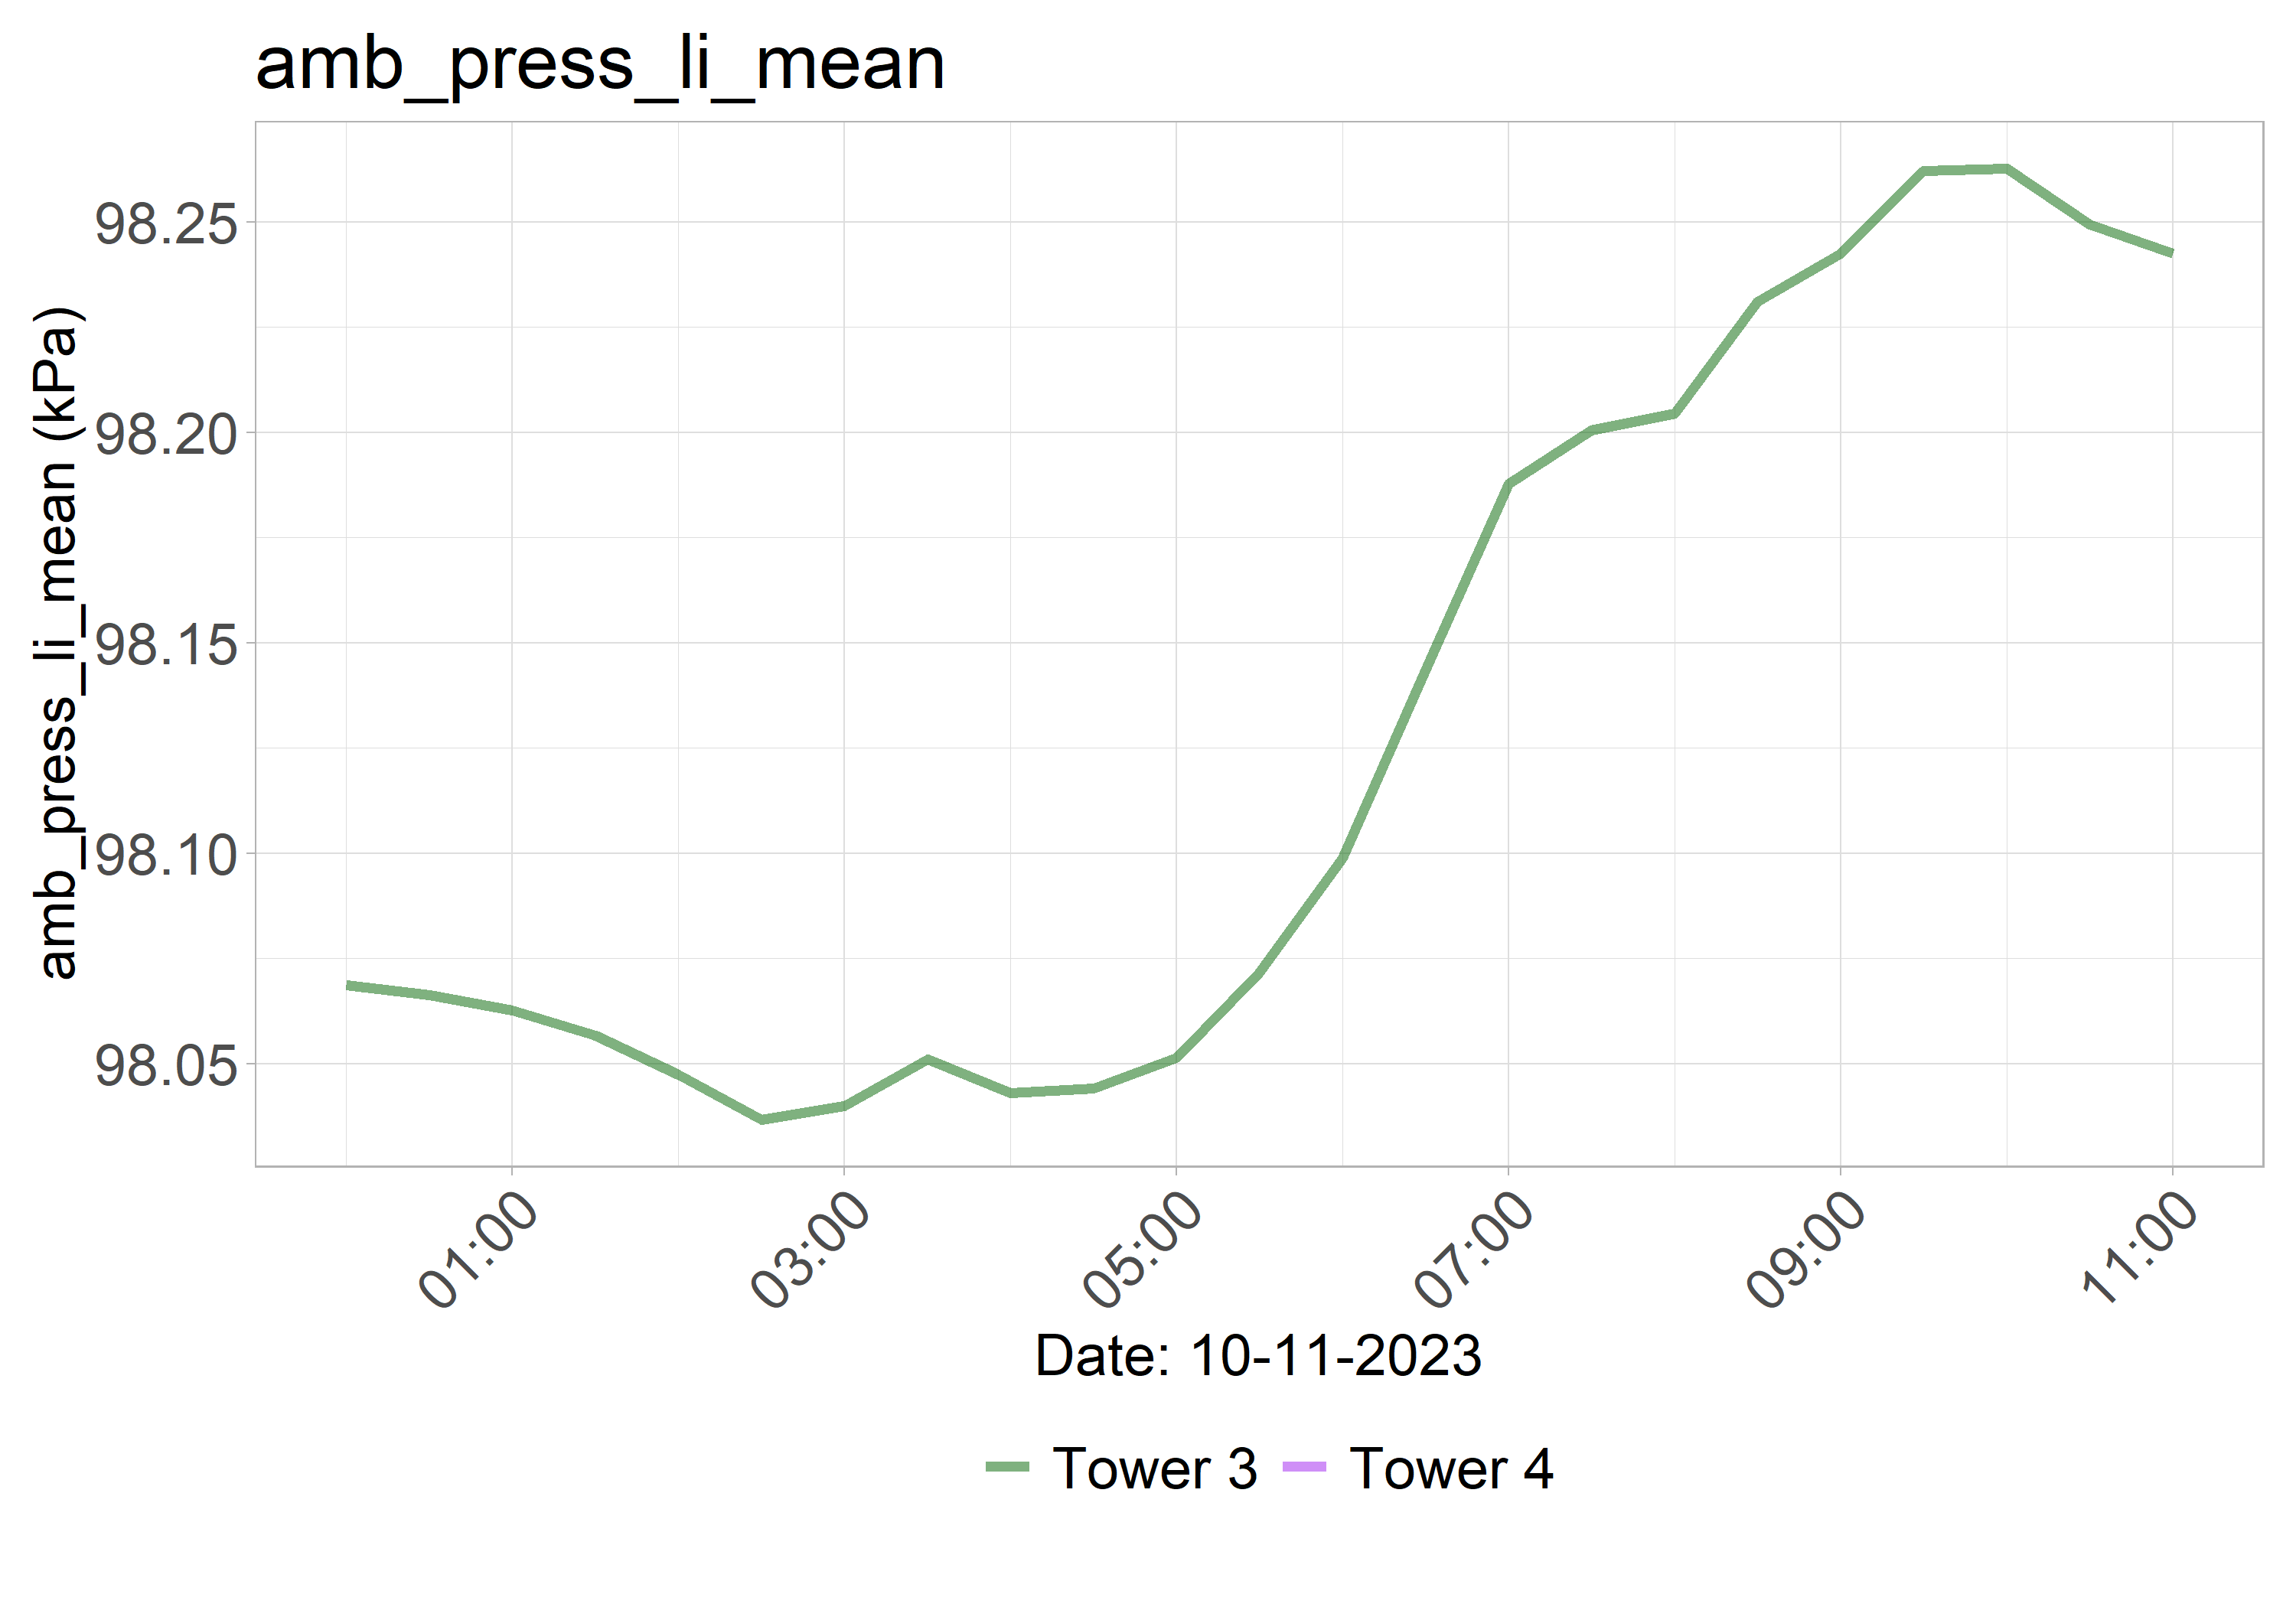 amb_press_li_mean
amb_press_li_mean (kPa)
98.25
98.20
98.15
98.10
98.05
01:00
03:00
05:00
07:00
09:00
11:00
Date: 10-11-2023
Tower 3
Tower 4